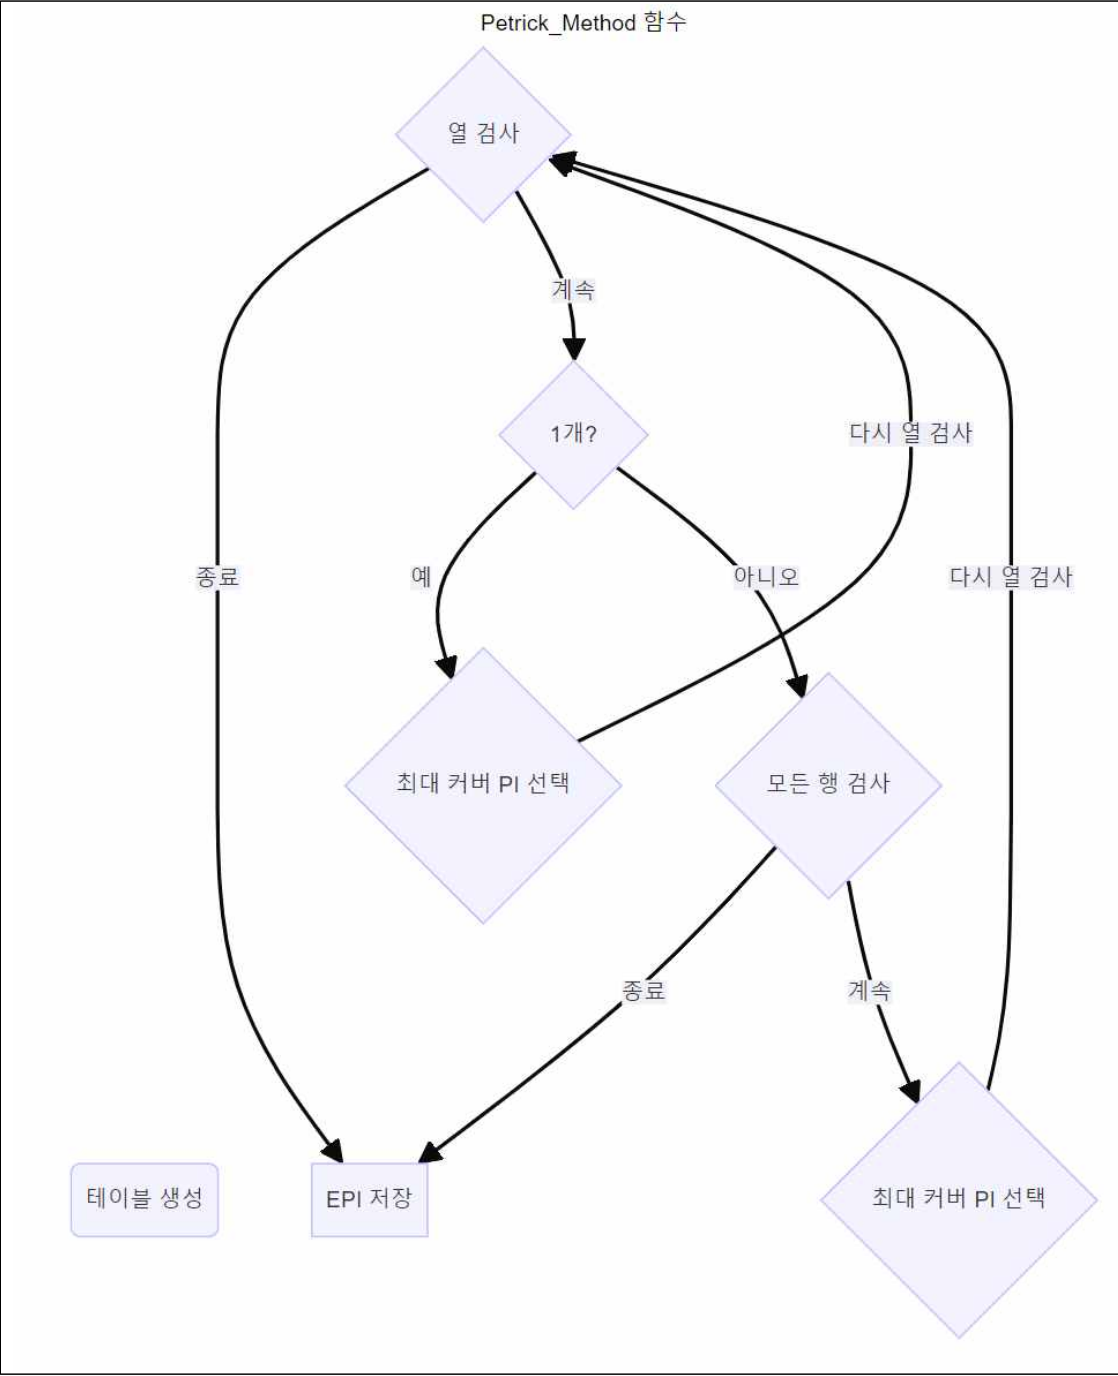 Petrick_Method 함수
열 검사
계속
1개?
다시 열 검사
종료
예
아니오
다시 열 검사
최대 커버 PI 선택
모든 행 검사
종료
계속
테이블 생성
EPI 저장
최대 커버 PI 선택